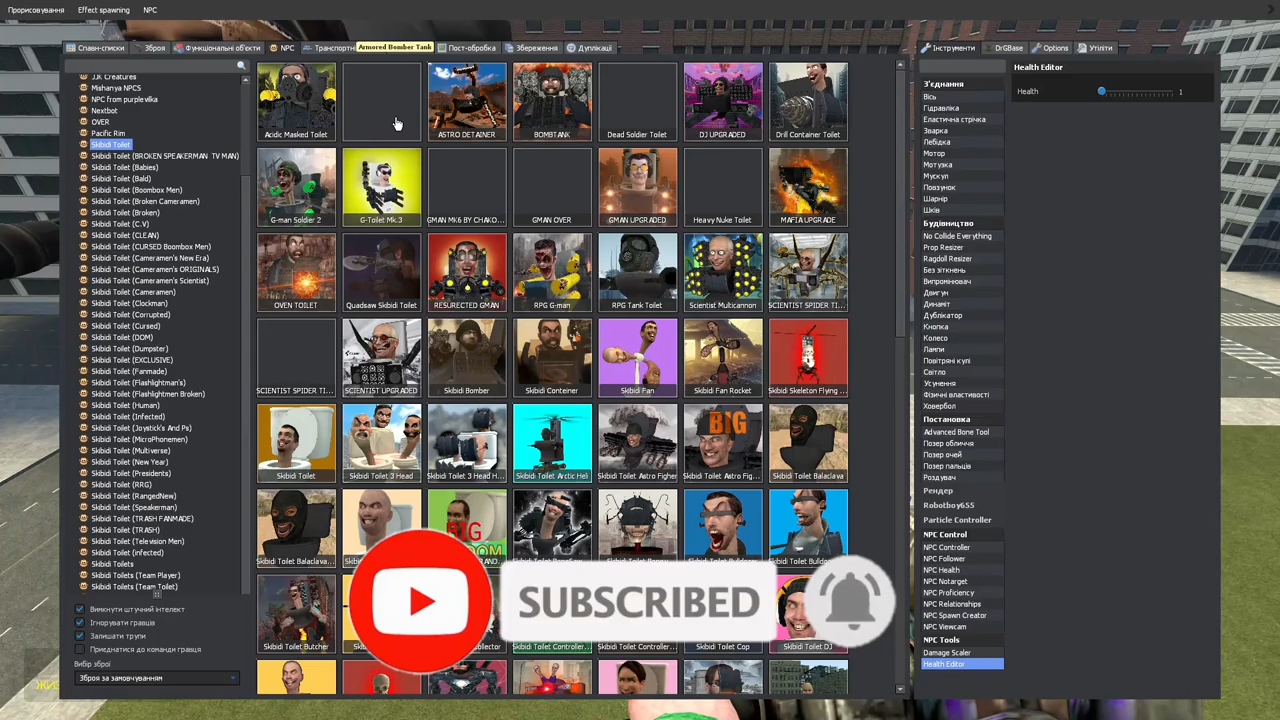 Прорисовування
Effect spawning
NPC
Спавн-списки
Зброя
Функціональні об'єкти
NPC
Транспортн
Armored Bomber Tank
Пост-обробка
Збереження
Дуплікації
Інструменти
DrGBase
Options
Утіліти
JJK Creatures
Mishanya NPCS
NPC from purplevilka
Nextbot
OVER
Pacific Rim
Skibidi Toilet
Skibidi Toilet (BROKEN SPEAKERMAN TV MAN)
Skibidi Toilet (Babies)
Skibidi Toilet (Bald)
Skibidi Toilet (Boombox Men)
Skibidi Toilet (Broken Cameramen)
Skibidi Toilet (Broken)
Skibidi Toilet (C.V)
Skibidi Toilet (CLEAN)
Skibidi Toilet (CURSED Boombox Men)
Skibidi Toilet (Cameramen's New Era)
Skibidi Toilet (Cameramen's ORIGINALS)
Skibidi Toilet (Cameramen's Scientist)
Skibidi Toilet (Cameramen)
Skibidi Toilet (Clockman)
Skibidi Toilet (Corrupted)
Skibidi Toilet (Cursed)
Skibidi Toilet (DOM)
Skibidi Toilet (Dumpster)
Skibidi Toilet (EXCLUSIVE)
Skibidi Toilet (Fanmade)
Skibidi Toilet (Flashlightman's)
Skibidi Toilet (Flashlightmen Broken)
Skibidi Toilet (Human)
Skibidi Toilet (Infected)
Skibidi Toilet (Joystick's And Ps)
Skibidi Toilet (MicroPhonemen)
Skibidi Toilet (Multiverse)
Skibidi Toilet (New Year)
Skibidi Toilet (Presidents)
Skibidi Toilet (RRG)
Skibidi Toilet (RangedNew)
Skibidi Toilet (Speakerman)
Skibidi Toilet (TRASH FANMADE)
Skibidi Toilet (TRASH)
Skibidi Toilet (Television Men)
Skibidi Toilet (infected)
Skibidi Toilets
Skibidi Toilets (Team Player)
Skibidi Toilets (Team Toilet)
Вимкнути штучний інтелект
Ігнорувати гравців
Залишати трупи
Приєднатися до команди гравця
Вибір зброї
Зброя за замовчуванням
Acidic Masked Toilet
ASTRO DETAINER
BOMBTANK
Dead Soldier Toilet
DJ UPGRADED
Drill Container Toilet
G-man Soldier 2
G-Toilet Mk.3
GMAN MK6 BY CHAKO...
GMAN OVER
GMAN UPGRADED
Heavy Nuke Toilet
MAFIA UPGRADE
OVEN TOILET
Quadsaw Skibidi Toilet
RESURECTED GMAN
RPG G-man
RPG Tank Toilet
Scientist Multicannon
SCIENTIST SPIDER TI...
SCIENTIST SPIDER TI...
SCIENTIST UPGRADED
Skibidi Bomber
Skibidi Conteiner
Skibidi Fan
Skibidi Fan Rocket
Skibidi Skeleton Flying ...
Skibidi Toilet
Skibidi Toilet 3 Head
Skibidi Toilet 3 Head H...
Skibidi Toilet Arctic Heli
Skibidi Toilet Astro Figher
BIG
Skibidi Toilet Astro Fig...
Skibidi Toilet Balaclava
Skibidi Toilet Balaclava...
BIG
Skibidi Toilet Butcher
Skibidi Toilet Controller...
Skibidi Toilet Cop
Skibidi Toilet DJ
SUBSCRIBED
З'єднання
Вісь
Гідравліка
Еластична стрічка
Зварка
Лебідка
Мотор
Мотузка
Мускул
Повзунок
Шарнір
Шків
Будівництво
No Collide Everything
Prop Resizer
Ragdoll Resizer
Без зіткнень
Випромінювач
Двигун
Динаміт
Дублікатор
Кнопка
Колесо
Лампи
Повітряні кулі
Світло
Усунення
Фізичні властивості
Ховербол
Постановка
Advanced Bone Tool
Позер обличчя
Позер очей
Позер пальців
Роздувач
Рендер
Robotboy655
Particle Controller
NPC Control
NPC Controller
NPC Follower
NPC Health
NPC Notarget
NPC Proficiency
NPC Relationships
NPC Spawn Creator
NPC Viewcam
NPC Tools
Damage Scaler
Health Editor
Health Editor
Health
1